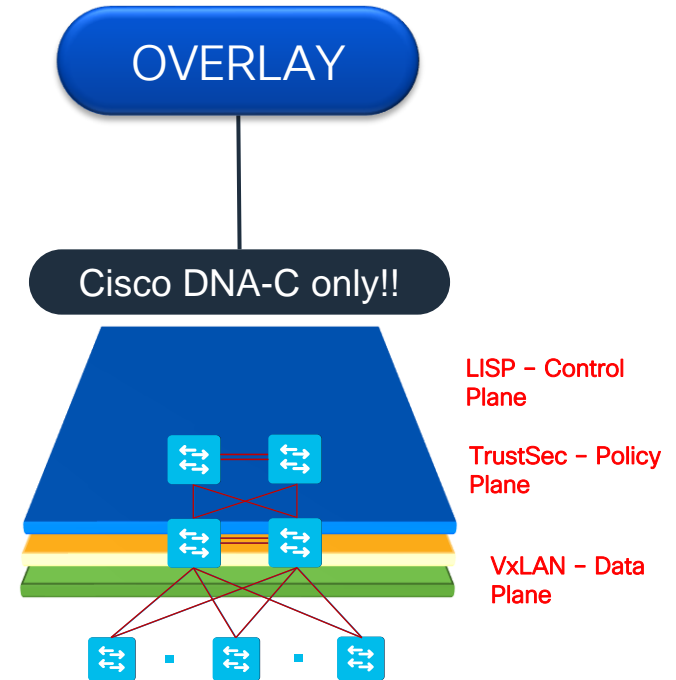 OVERLAY
Cisco DNA-C only!!
LISP – Control
Plane
TrustSec – Policy
Plane
VxLAN – Data
Plane